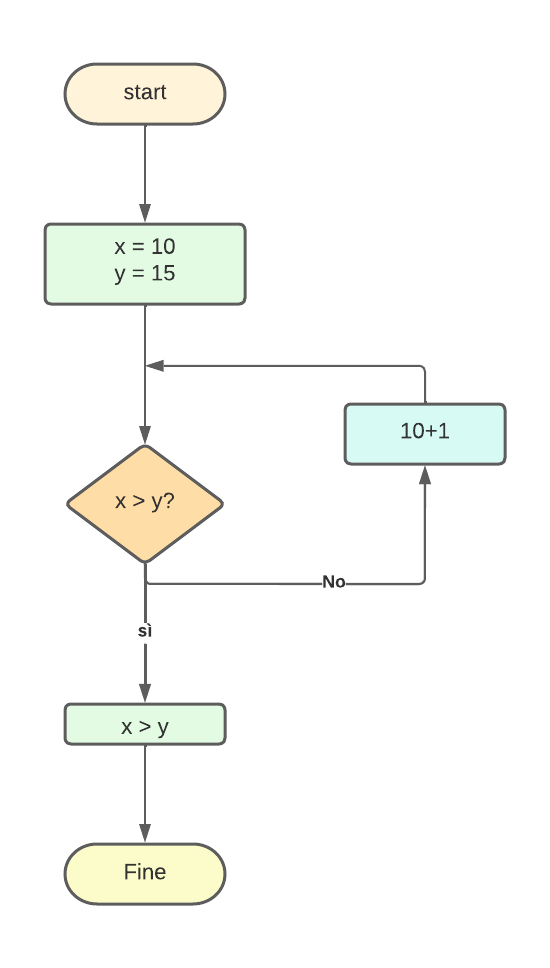 start
x = 10
y = 15
10+1
x > y?
No
sì
x > y
Fine